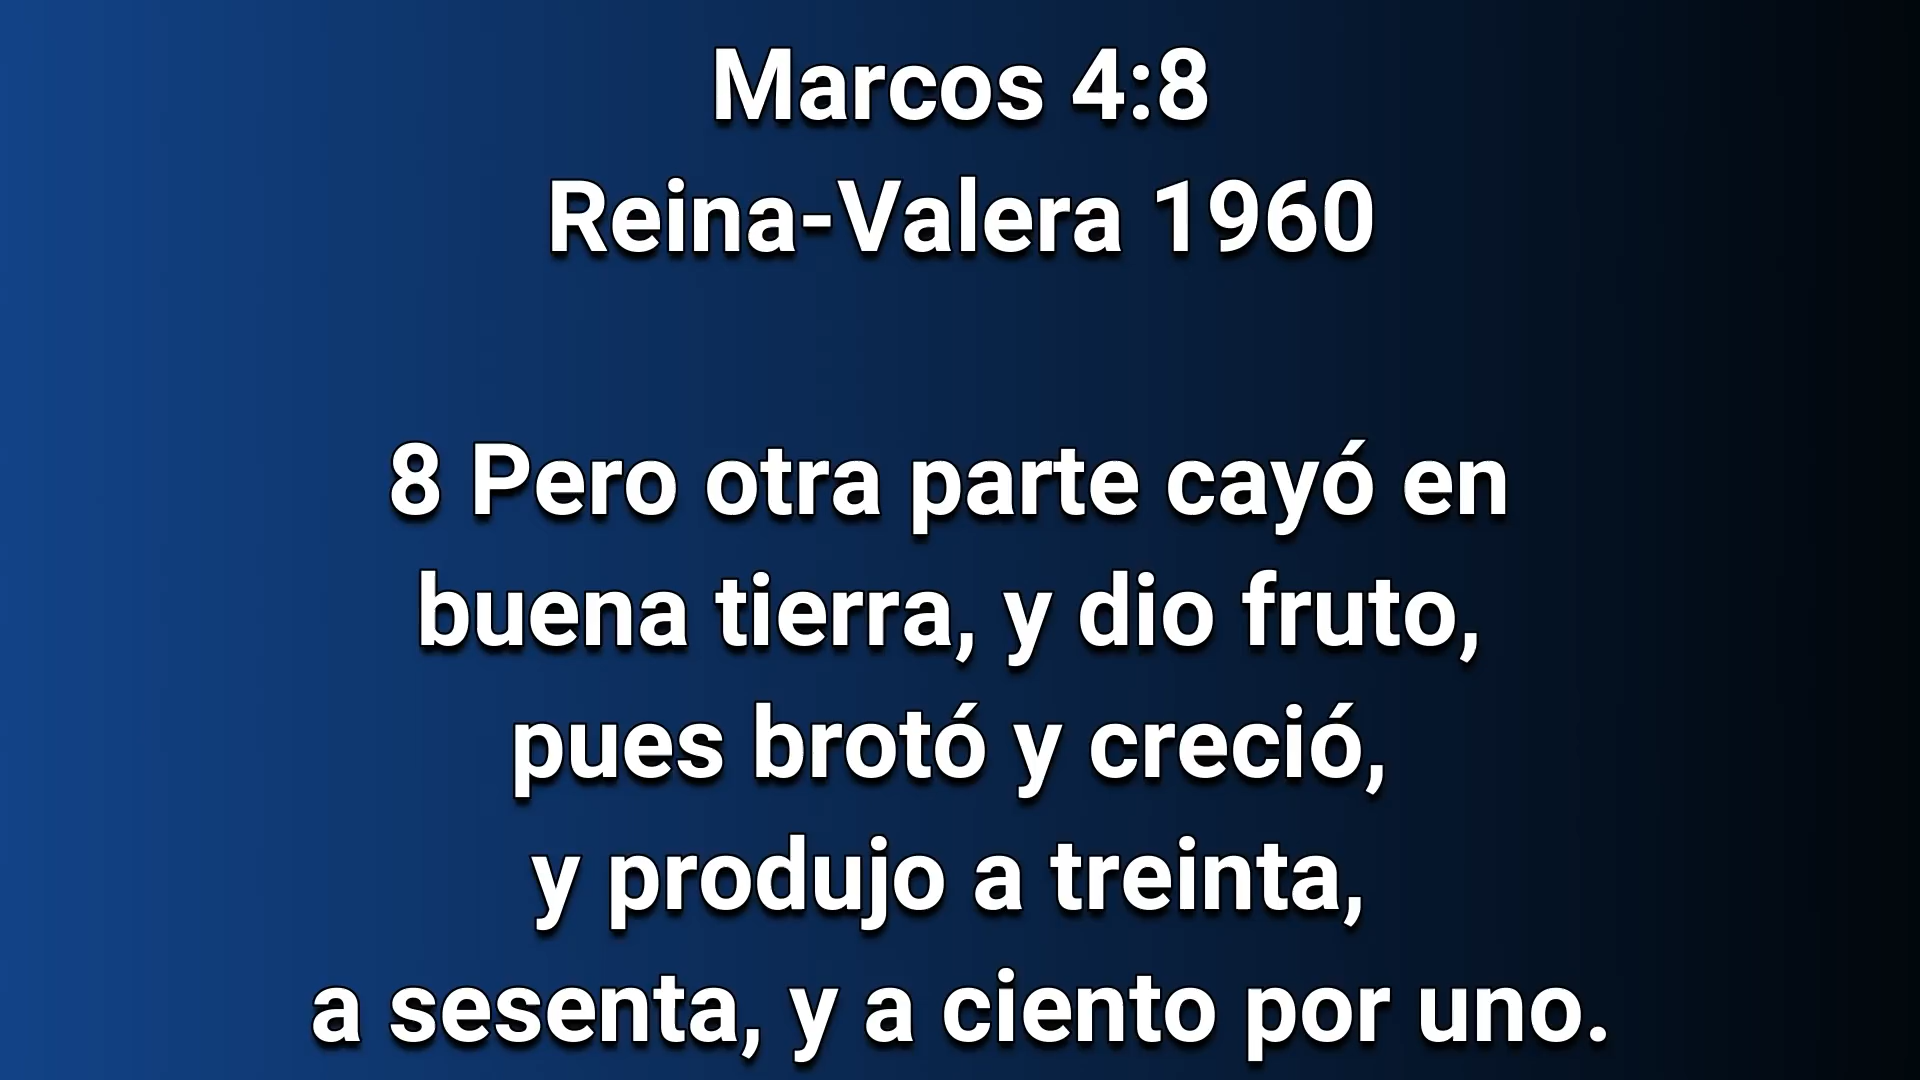 Marcos 4:8
Reina-Valera 1960
8 Pero otra parte cayó en
buena tierra, y dio fruto,
pues brotó y creció,
y produjo a treinta,
a sesenta, y a ciento por uno.